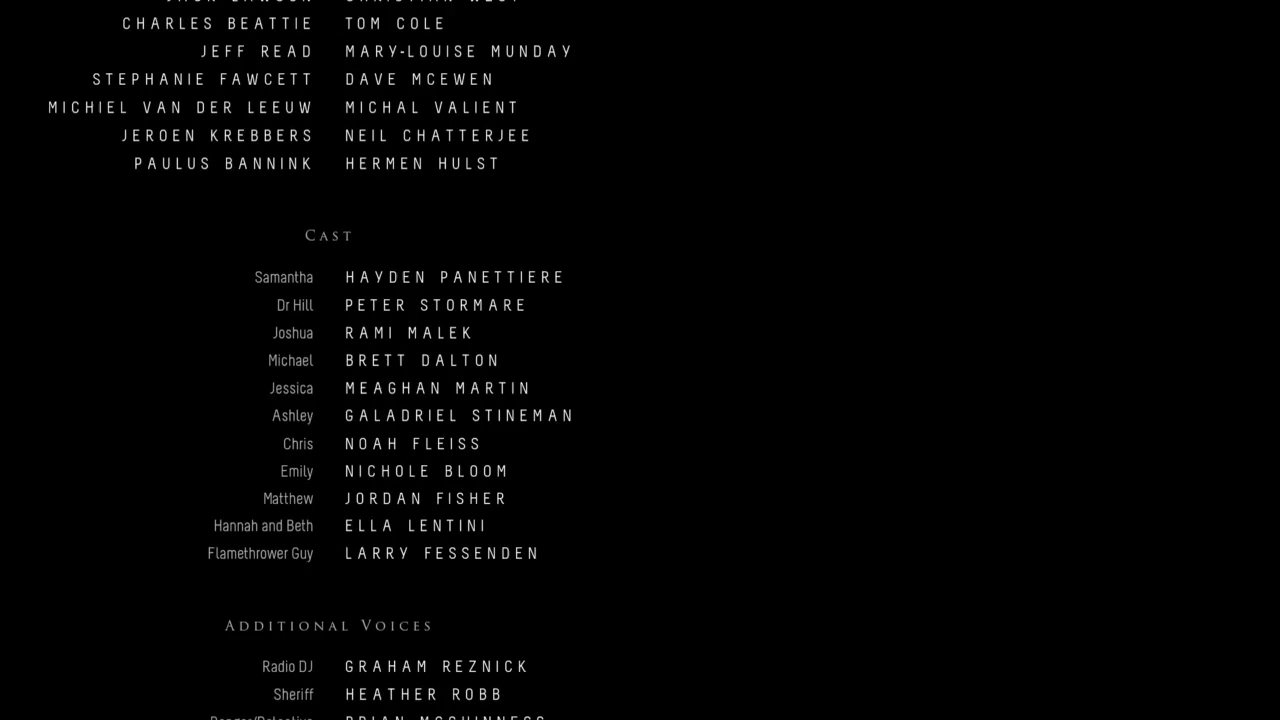 CHARLES BEATTIE TOM COLE
JEFF READ MARY-LOUISE MUNDAY
STEPHANIE FAWCETT DAVE MCEWEN
MICHIEL VAN DER LEEUW MICHAL VALIENT
JEROEN KREBBERS NEIL CHATTERJEE
PAULUS BANNINK HERMEN HULST
CAST
Samantha HAYDEN PANETTIERE
Dr Hill PETER STORMARE
Joshua RAMI MALEK
Michael BRETT DALTON
Jessica MEAGHAN MARTIN
Ashley GALADRIEL STINEMAN
Chris NOAH FLEISS
Emily NICHOLE BLOOM
Matthew JORDAN FISHER
Hannah and Beth ELLA LENTINI
Flamethrower Guy LARRY FESSENDEN
ADDITIONAL VOICES
Radio DJ GRAHAM REZNICK
Sheriff HEATHER ROBB